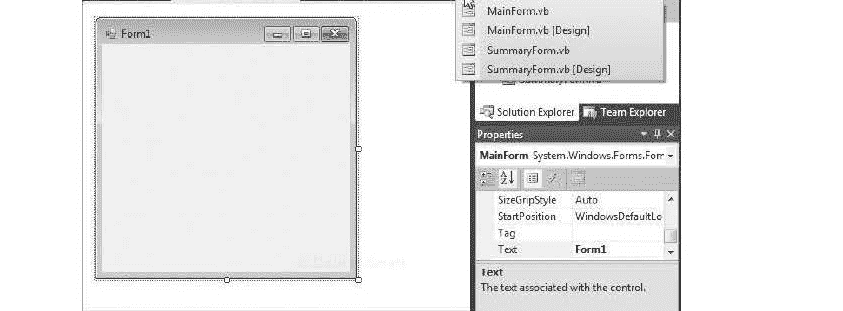 MainForm.vb
MainForm.vb [Design]
SummaryForm.vb
SummaryForm.vb [Design]
Form1
Solution Explorer Team Explorer
Properties
MainForm System.Windows.Forms.Forr
SizeGripStyle Auto
StartPosition WindowsDefaultLo
Tag
Text Form1
Text
The text associated with the control.